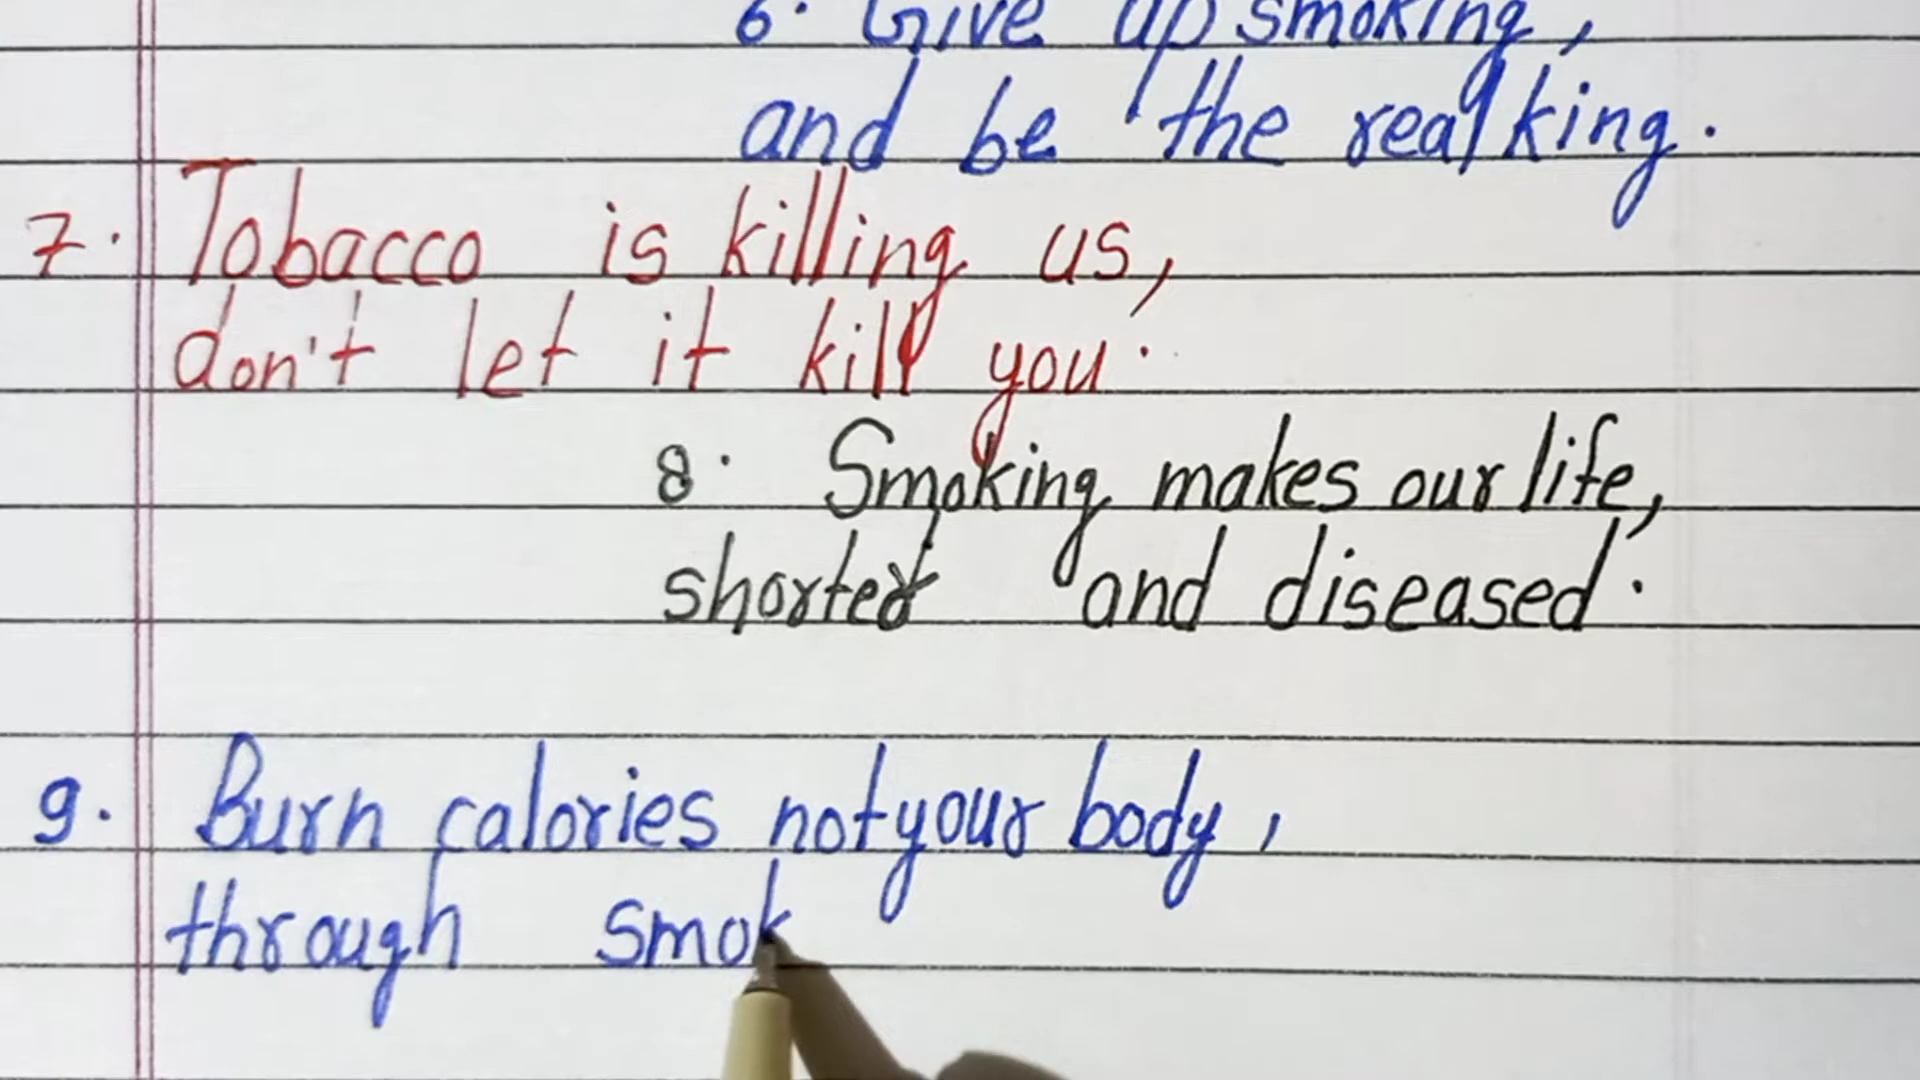 6. Give up smoking,
and be the real king.
7. Tobacco is killing us,
don't let it kill you.
8. Smoking makes our life,
shorter and diseased.
9. Burn calories not your body,
through smok